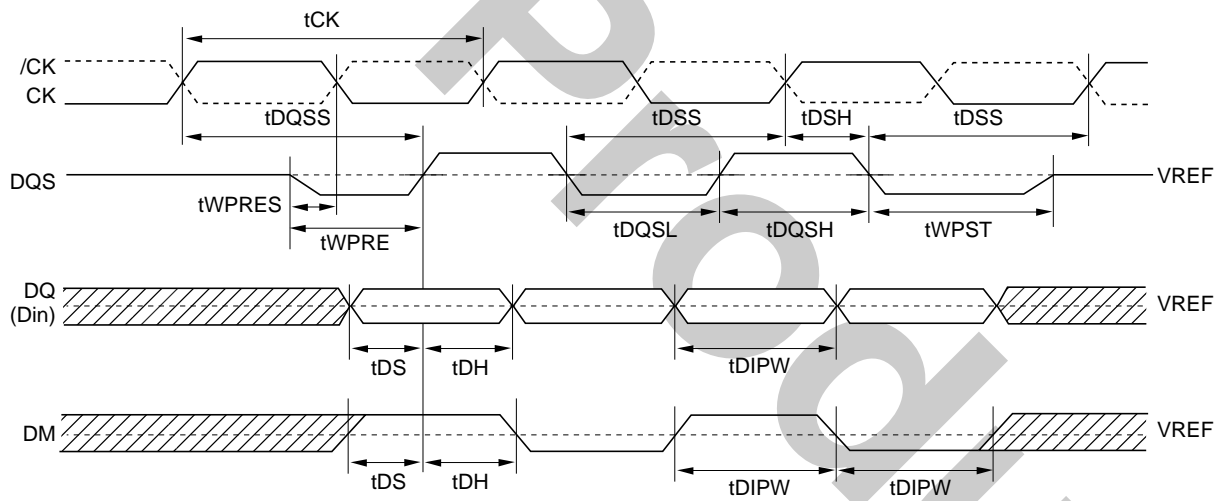 tCK
/CK
CK
tDQSS
tDSS
tDSH
tDSS
DQS
VREF
tWPRES
tWPRE
tDQSL
tDQSH
tWPST
DQ
(Din)
VREF
tDS
tDH
tDIPW
DM
VREF
tDS
tDH
tDIPW
tDIPW
Prod